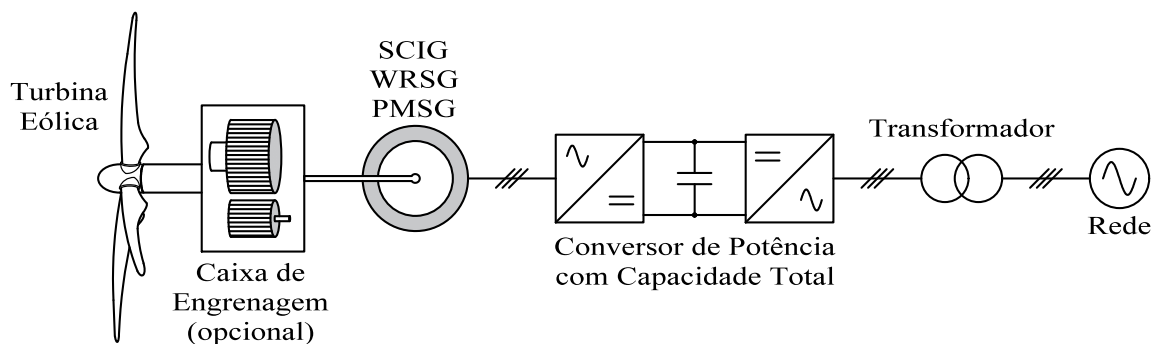 Turbina
Eólica
SCIG
WRSG
PMSG
Caixa de
Engrenagem
(opcional)
Conversor de Potência
com Capacidade Total
Transformador
Rede